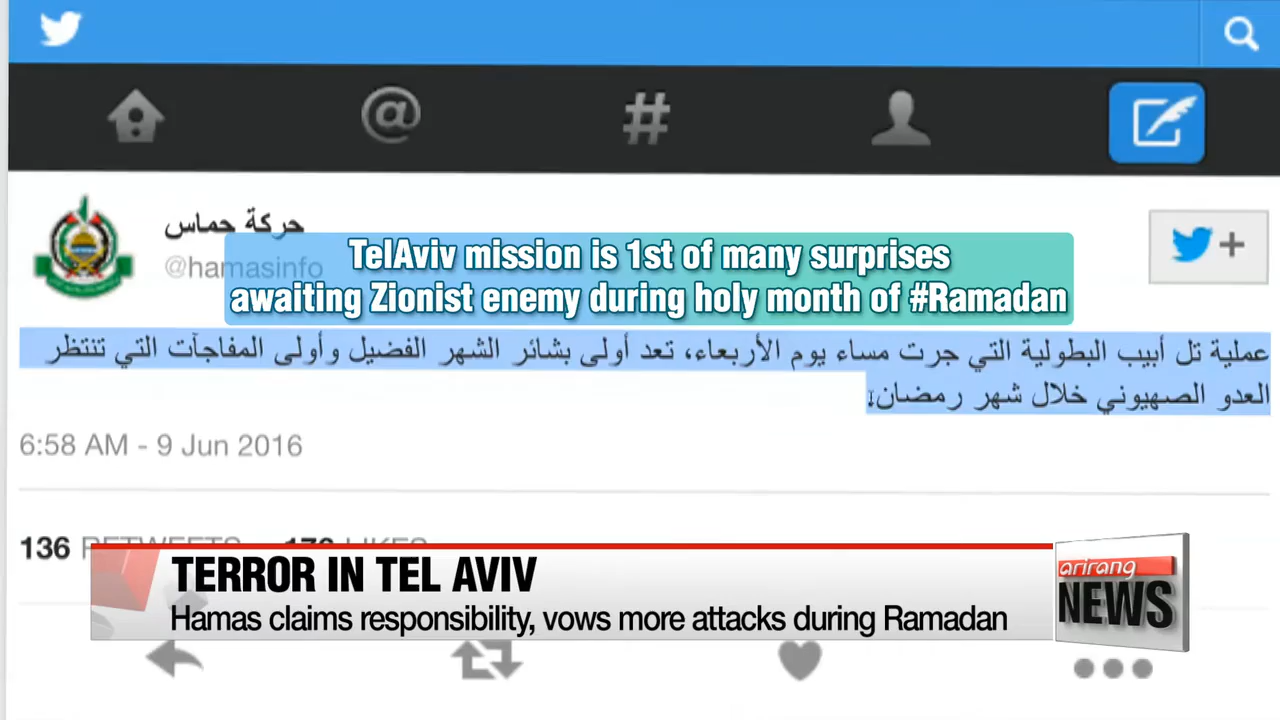 حركة حماس
@hamasinfo
TelAviv mission is 1st of many surprises
awaiting Zionist enemy during holy month of #Ramadan
عملية تل أبيب البطولية التي جرت مساء يوم الأربعاء، تعد أولى بشائر الشهر الفضيل وأولى المفاجآت التي تنتظر
العدو الصهيوني خلال شهر رمضان.
6:58 AM - 9 Jun 2016
136 RETWEETS 170 LIKES
TERROR IN TEL AVIV
Hamas claims responsibility, vows more attacks during Ramadan
arirang
NEWS